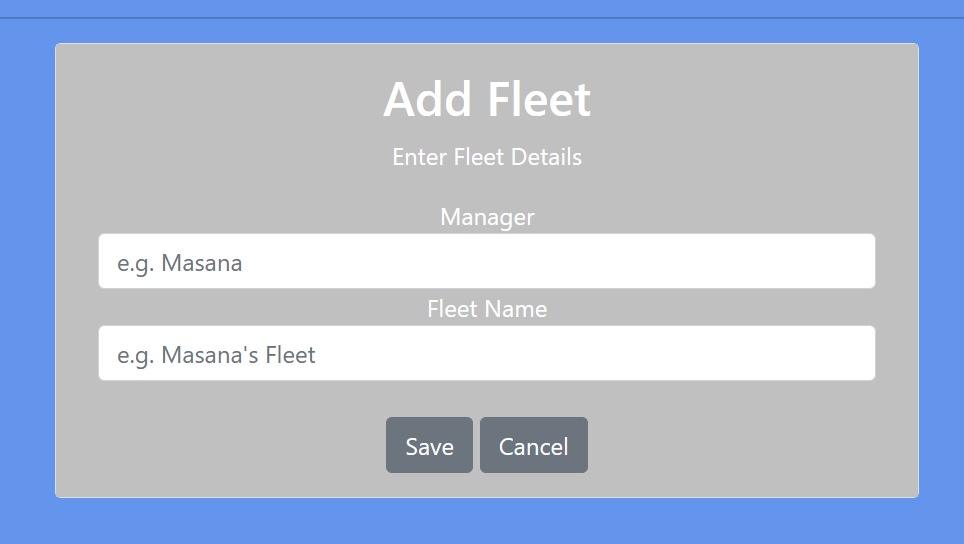 Add Fleet
Enter Fleet Details
Manager
e.g. Masana
Fleet Name
e.g. Masana's Fleet
Save Cancel